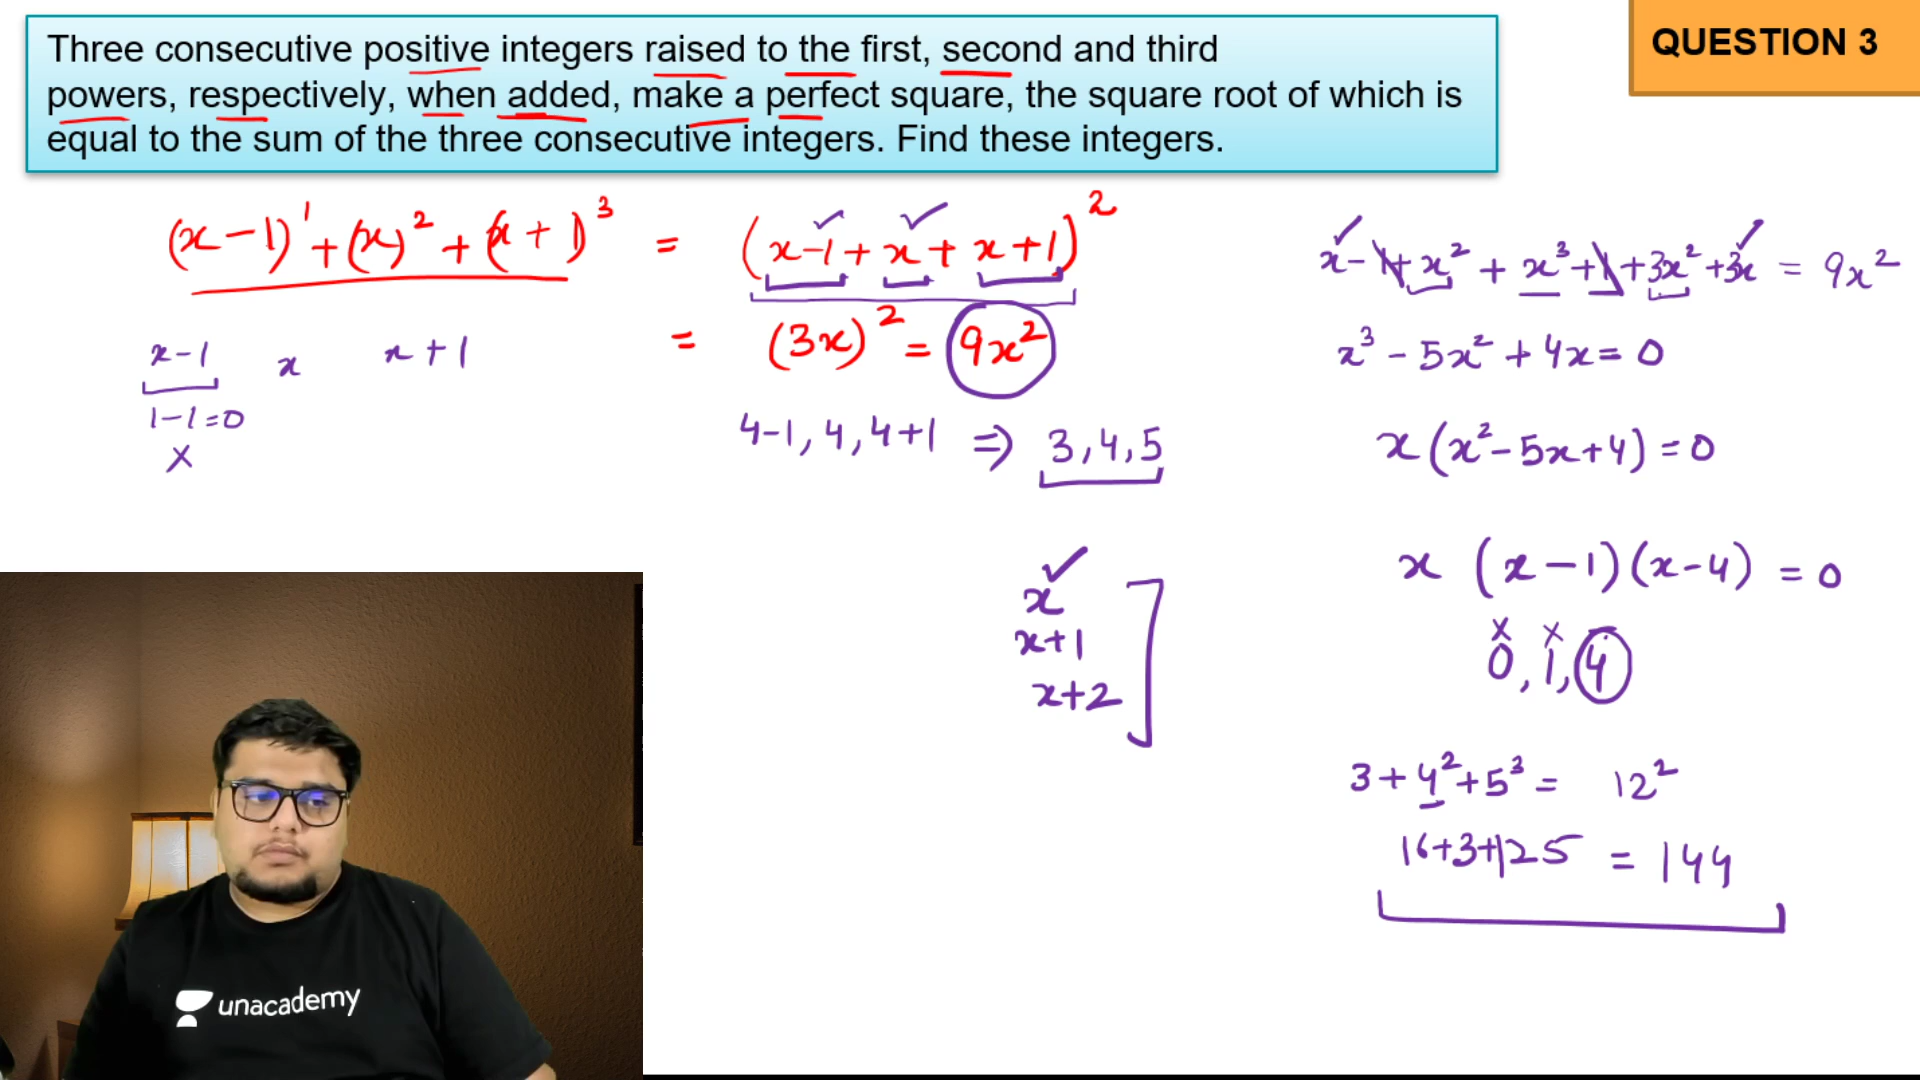 Three consecutive positive integers raised to the first, second and third
powers, respectively, when added, make a perfect square, the square root of which is
equal to the sum of the three consecutive integers. Find these integers.
QUESTION 3
(x-1)¹ + (x)² + (x+1)³ = (x-1 + x + x+1)²
= (3x)² = 9x²
x-1 x x+1
1-1=0
X
4-1, 4, 4+1 ⇒ 3, 4, 5
x
x+1
x+2
x-1+x² + x³+1+3x²+3x = 9x²
x³ - 5x² + 4x = 0
x(x²-5x+4) = 0
x (x-1)(x-4) = 0
x x
0, 1, 4
3+4²+5³ = 12²
16+3+125 = 144
unacademy